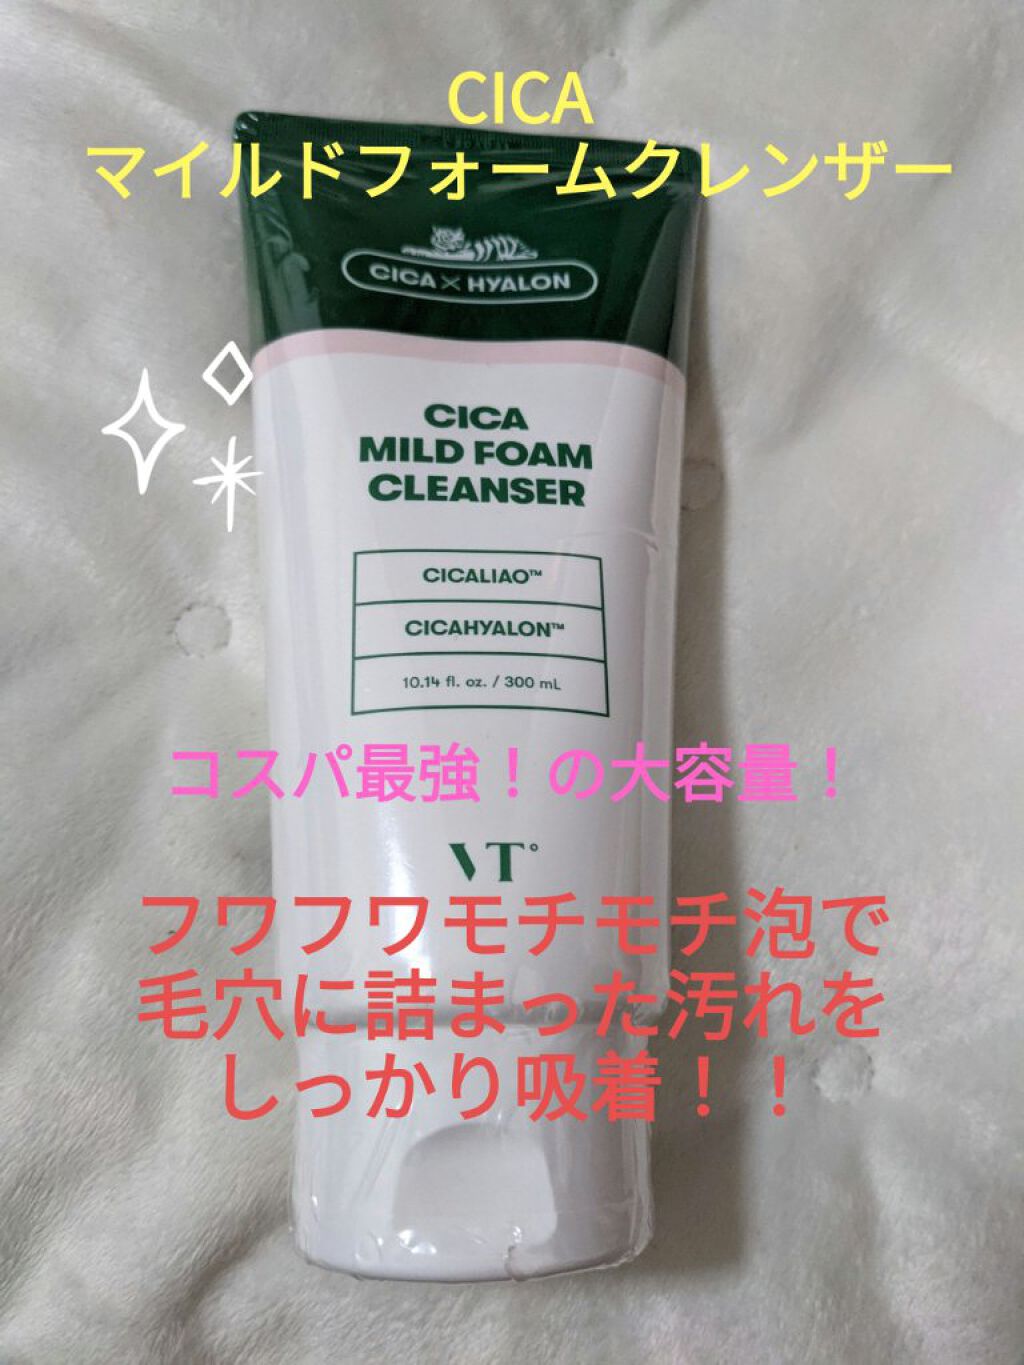 CICA
マイルドフォームクレンザー
CICA X HYALON
CICA
MILD FOAM
CLEANSER
CICALIAO™
CICAHYALON™
10.14 fl. oz. / 300 mL
コスパ最強！の大容量！
VT°
フワフワモチモチ泡で
毛穴に詰まった汚れを
しっかり吸着！！